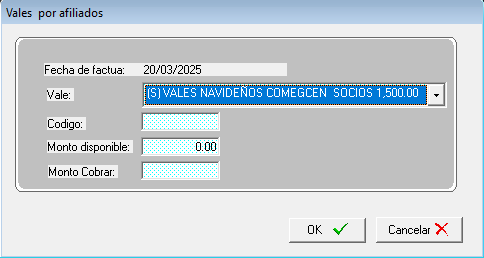 Vales  por afiliados
Fecha de factua: 20/03/2025
Vale: (S) VALES NAVIDEÑOS COMEGCEN  SOCIOS 1,500.00
Codigo:
Monto disponible: 0.00
Monto Cobrar:
OK Cancelar